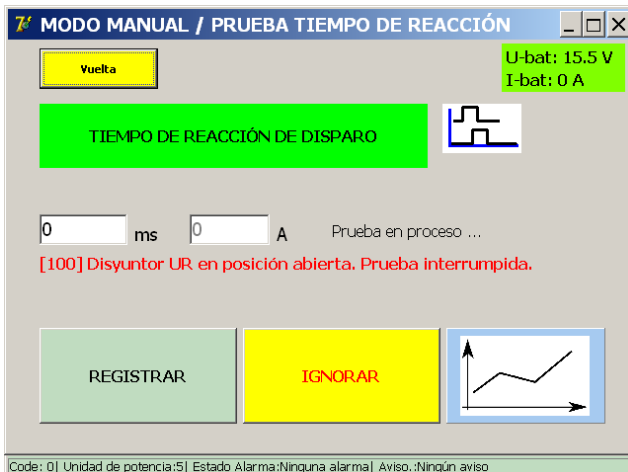 MODO MANUAL / PRUEBA TIEMPO DE REACCIÓN
Vuelta
U-bat: 15.5 V
I-bat: 0 A
TIEMPO DE REACCIÓN DE DISPARO
0 ms 0 A Prueba en proceso ...
[100] Disyuntor UR en posición abierta. Prueba interrumpida.
REGISTRAR
IGNORAR
Code: 0| Unidad de potencia:5| Estado Alarma:Ninguna alarma| Aviso.:Ningún aviso